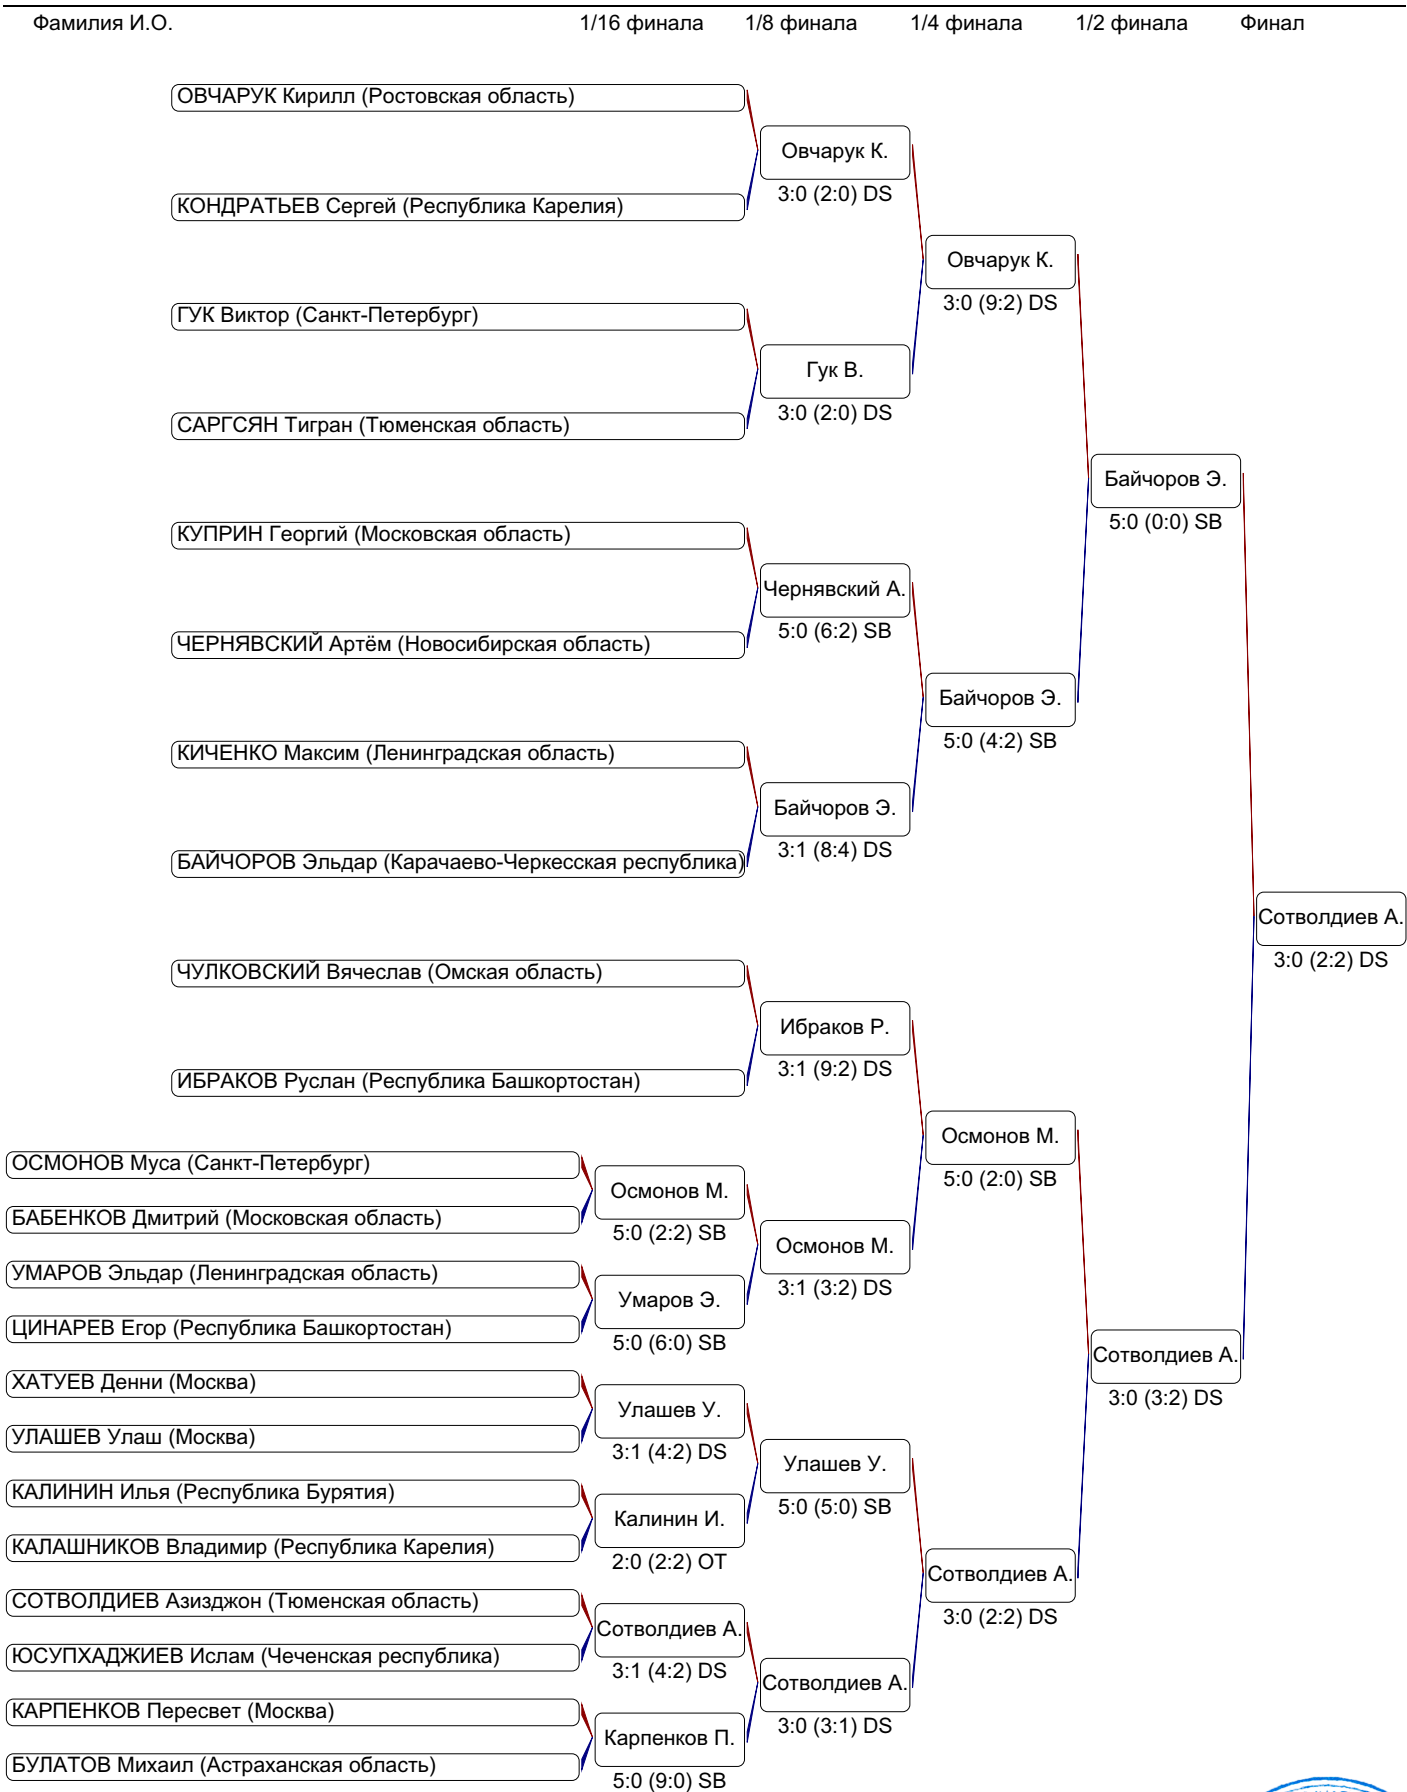 Фамилия И.О. 1/16 финала 1/8 финала 1/4 финала 1/2 финала Финал
ОВЧАРУК Кирилл (Ростовская область)
Овчарук К.
3:0 (2:0) DS
КОНДРАТЬЕВ Сергей (Республика Карелия)
Овчарук К.
3:0 (9:2) DS
ГУК Виктор (Санкт-Петербург)
Гук В.
3:0 (2:0) DS
САРГСЯН Тигран (Тюменская область)
Байчоров Э.
5:0 (0:0) SB
КУПРИН Георгий (Московская область)
Чернявский А.
5:0 (6:2) SB
ЧЕРНЯВСКИЙ Артём (Новосибирская область)
Байчоров Э.
5:0 (4:2) SB
КИЧЕНКО Максим (Ленинградская область)
Байчоров Э.
3:1 (8:4) DS
БАЙЧОРОВ Эльдар (Карачаево-Черкесская республика)
Сотволдиев А.
3:0 (2:2) DS
ЧУЛКОВСКИЙ Вячеслав (Омская область)
Ибраков Р.
3:1 (9:2) DS
ИБРАКОВ Руслан (Республика Башкортостан)
Осмонов М.
5:0 (2:0) SB
ОСМОНОВ Муса (Санкт-Петербург)
Осмонов М.
5:0 (2:2) SB
БАБЕНКОВ Дмитрий (Московская область)
Осмонов М.
3:1 (3:2) DS
УМАРОВ Эльдар (Ленинградская область)
Умаров Э.
5:0 (6:0) SB
ЦИНАРЕВ Егор (Республика Башкортостан)
Сотволдиев А.
3:0 (3:2) DS
ХАТУЕВ Денни (Москва)
Улашев У.
3:1 (4:2) DS
УЛАШЕВ Улаш (Москва)
Улашев У.
5:0 (5:0) SB
КАЛИНИН Илья (Республика Бурятия)
Калинин И.
2:0 (2:2) OT
КАЛАШНИКОВ Владимир (Республика Карелия)
Сотволдиев А.
3:0 (2:2) DS
СОТВОЛДИЕВ Азизджон (Тюменская область)
Сотволдиев А.
3:1 (4:2) DS
ЮСУПХАДЖИЕВ Ислам (Чеченская республика)
Сотволдиев А.
3:0 (3:1) DS
КАРПЕНКОВ Пересвет (Москва)
Карпенков П.
5:0 (9:0) SB
БУЛАТОВ Михаил (Астраханская область)